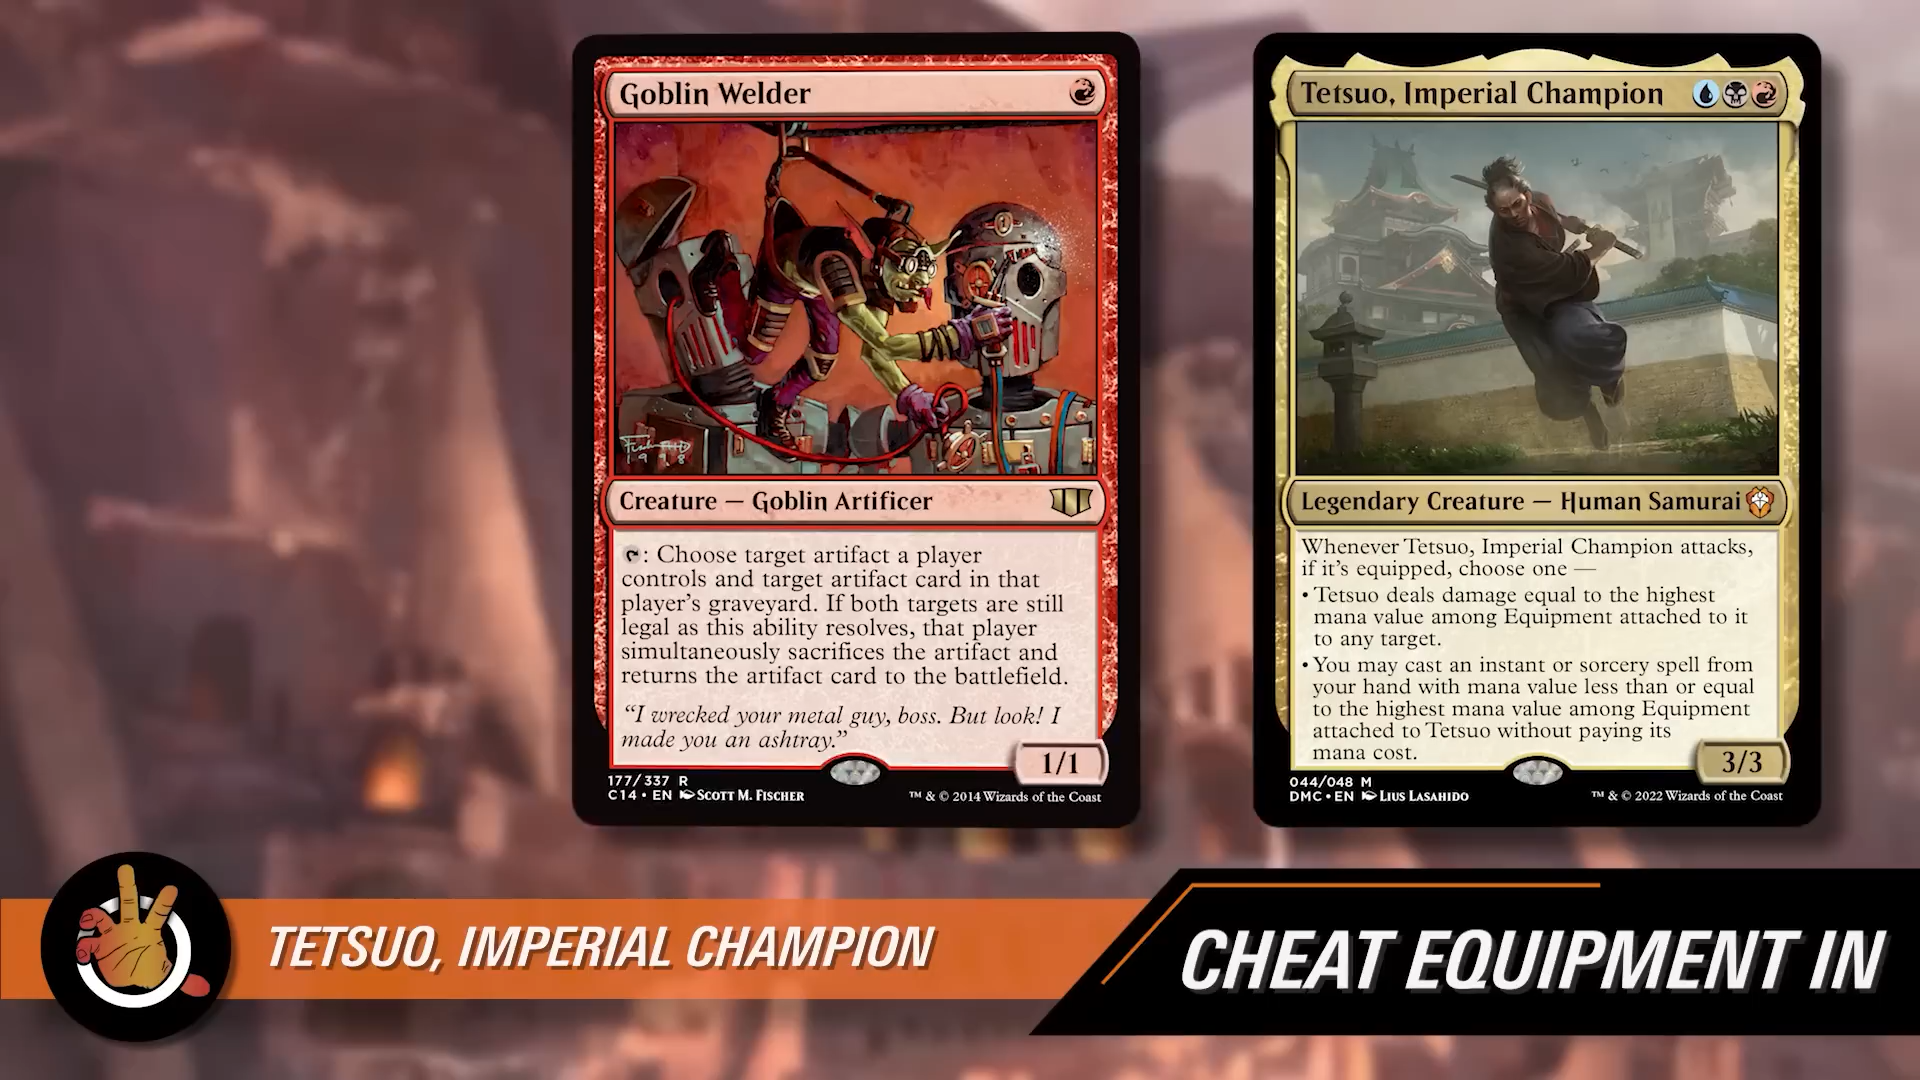 Goblin Welder
Creature — Goblin Artificer
: Choose target artifact a player
controls and target artifact card in that
player's graveyard. If both targets are still
legal as this ability resolves, that player
simultaneously sacrifices the artifact and
returns the artifact card to the battlefield.
“I wrecked your metal guy, boss. But look! I
made you an ashtray.”
1/1
177/337 R
C14 • EN Scott M. Fischer
™ & © 2014 Wizards of the Coast
Tetsuo, Imperial Champion
Legendary Creature — Human Samurai
Whenever Tetsuo, Imperial Champion attacks,
if it's equipped, choose one —
• Tetsuo deals damage equal to the highest
mana value among Equipment attached to it
to any target.
• You may cast an instant or sorcery spell from
your hand with mana value less than or equal
to the highest mana value among Equipment
attached to Tetsuo without paying its
mana cost.
3/3
044/048 M
DMC • EN Lius Lasahido
™ & © 2022 Wizards of the Coast
TETSUO, IMPERIAL CHAMPION
CHEAT EQUIPMENT IN